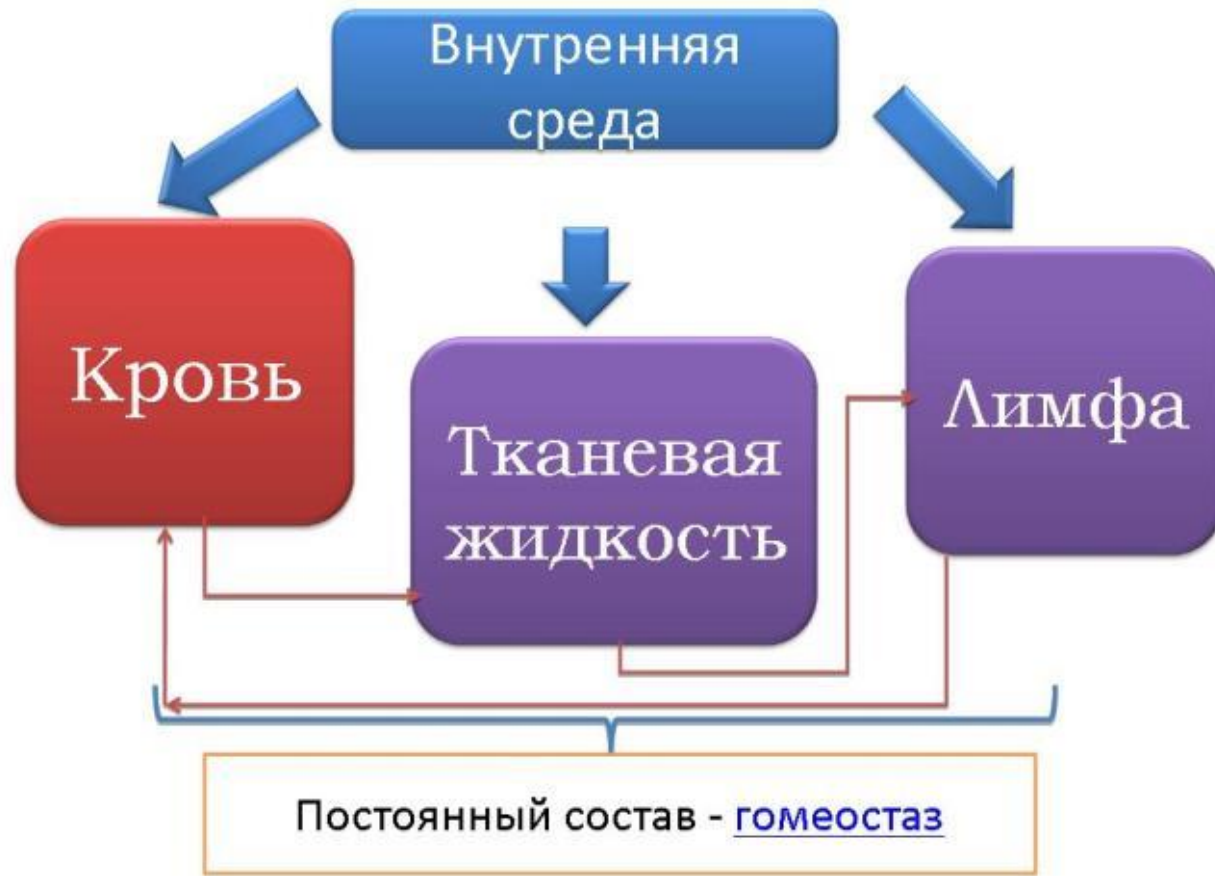 Внутренняя
среда
Кровь
Тканевая
жидкость
Лимфа
Постоянный состав - гомеостаз